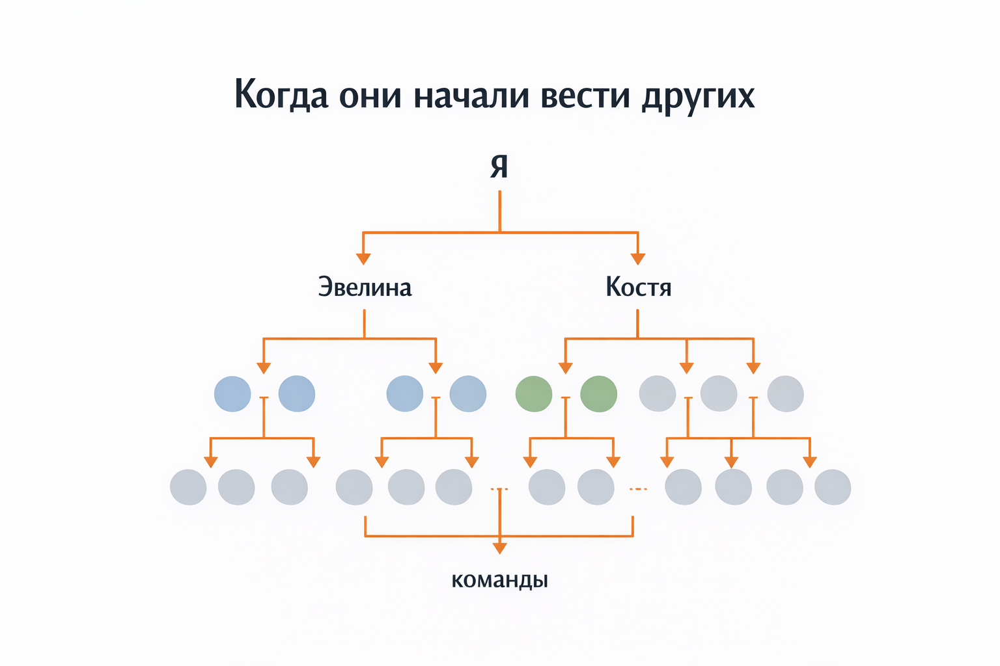 Когда они начали вести других
Я
Эвелина Костя
команды